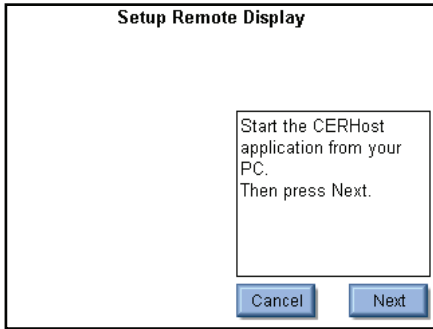 Setup Remote Display
Start the CERHost
application from your
PC.
Then press Next.
Cancel
Next